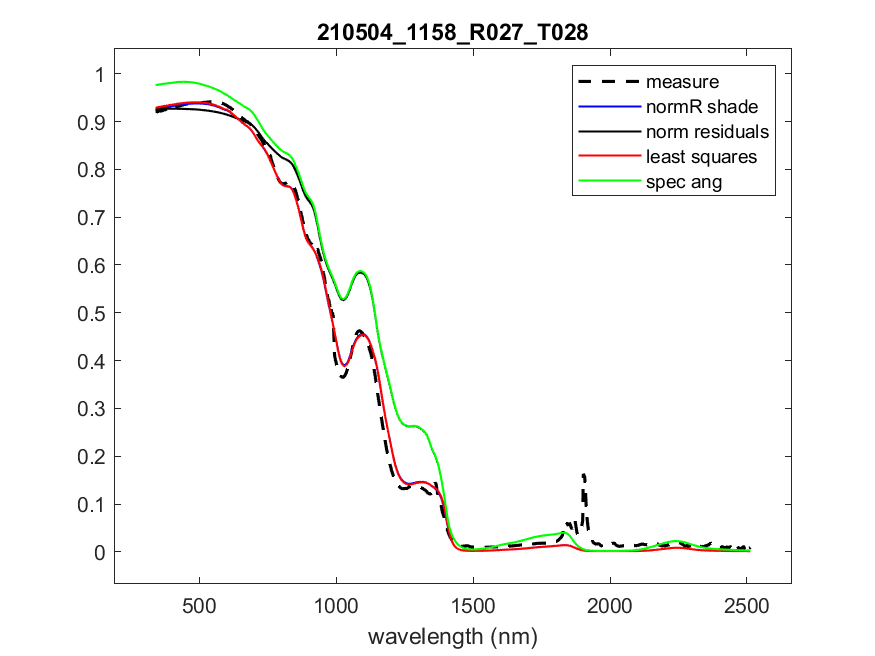 210504_1158_R027_T028
1
0.9
0.8
0.7
0.6
0.5
0.4
0.3
0.2
0.1
0
measure
normR shade
norm residuals
least squares
spec ang
500 1000 1500 2000 2500
wavelength (nm)